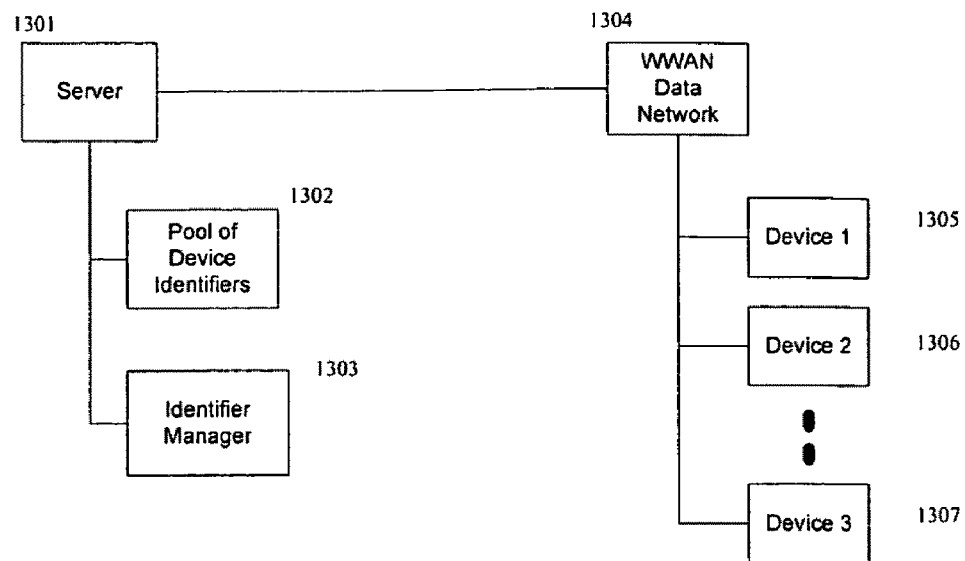 1301
Server
1304
WWAN
Data
Network
1302
Pool of
Device
Identifiers
1303
Identifier
Manager
Device 1
1305
Device 2
1306
Device 3
1307